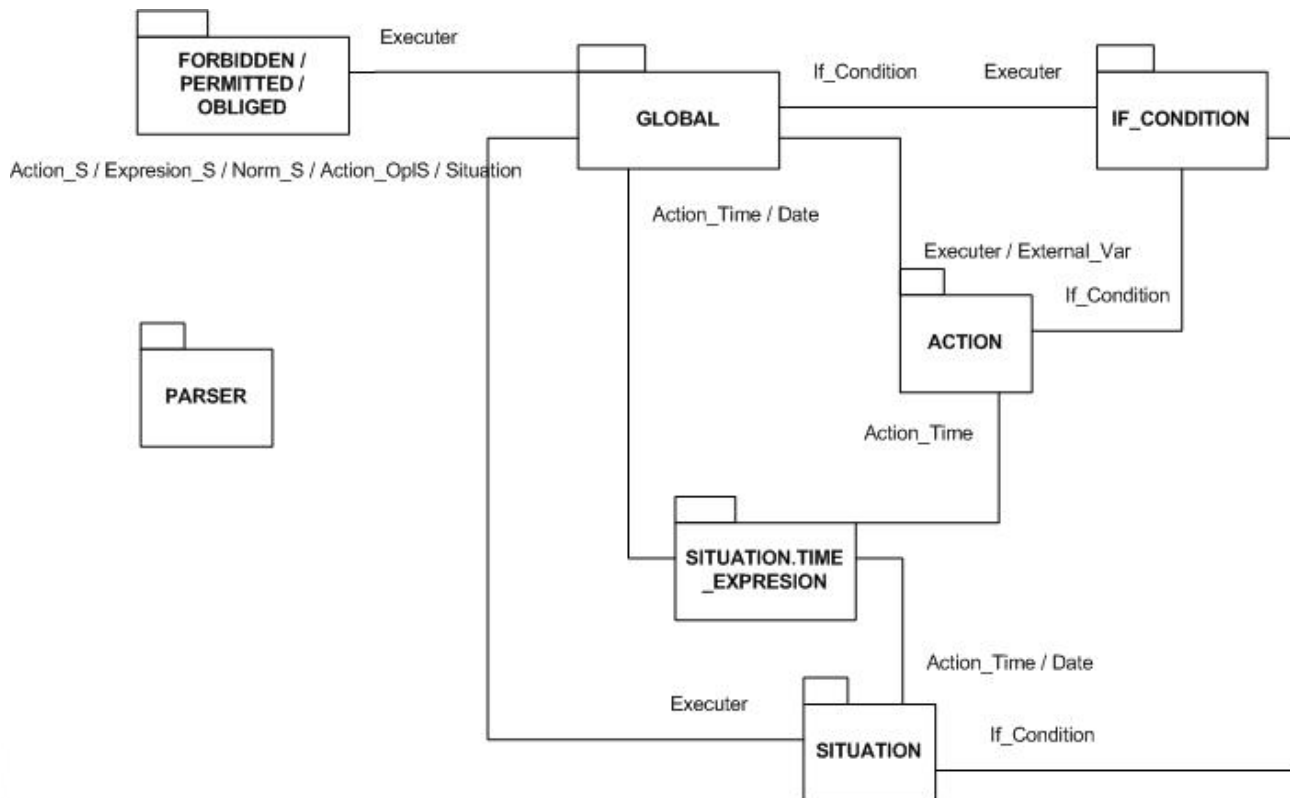 Executer
FORBIDDEN /
PERMITTED /
OBLIGED
If_Condition
Executer
GLOBAL
IF_CONDITION
Action_S / Expresion_S / Norm_S / Action_OpIS / Situation
Action_Time / Date
Executer / External_Var
If_Condition
ACTION
PARSER
Action_Time
SITUATION.TIME
_EXPRESION
Action_Time / Date
Executer
If_Condition
SITUATION